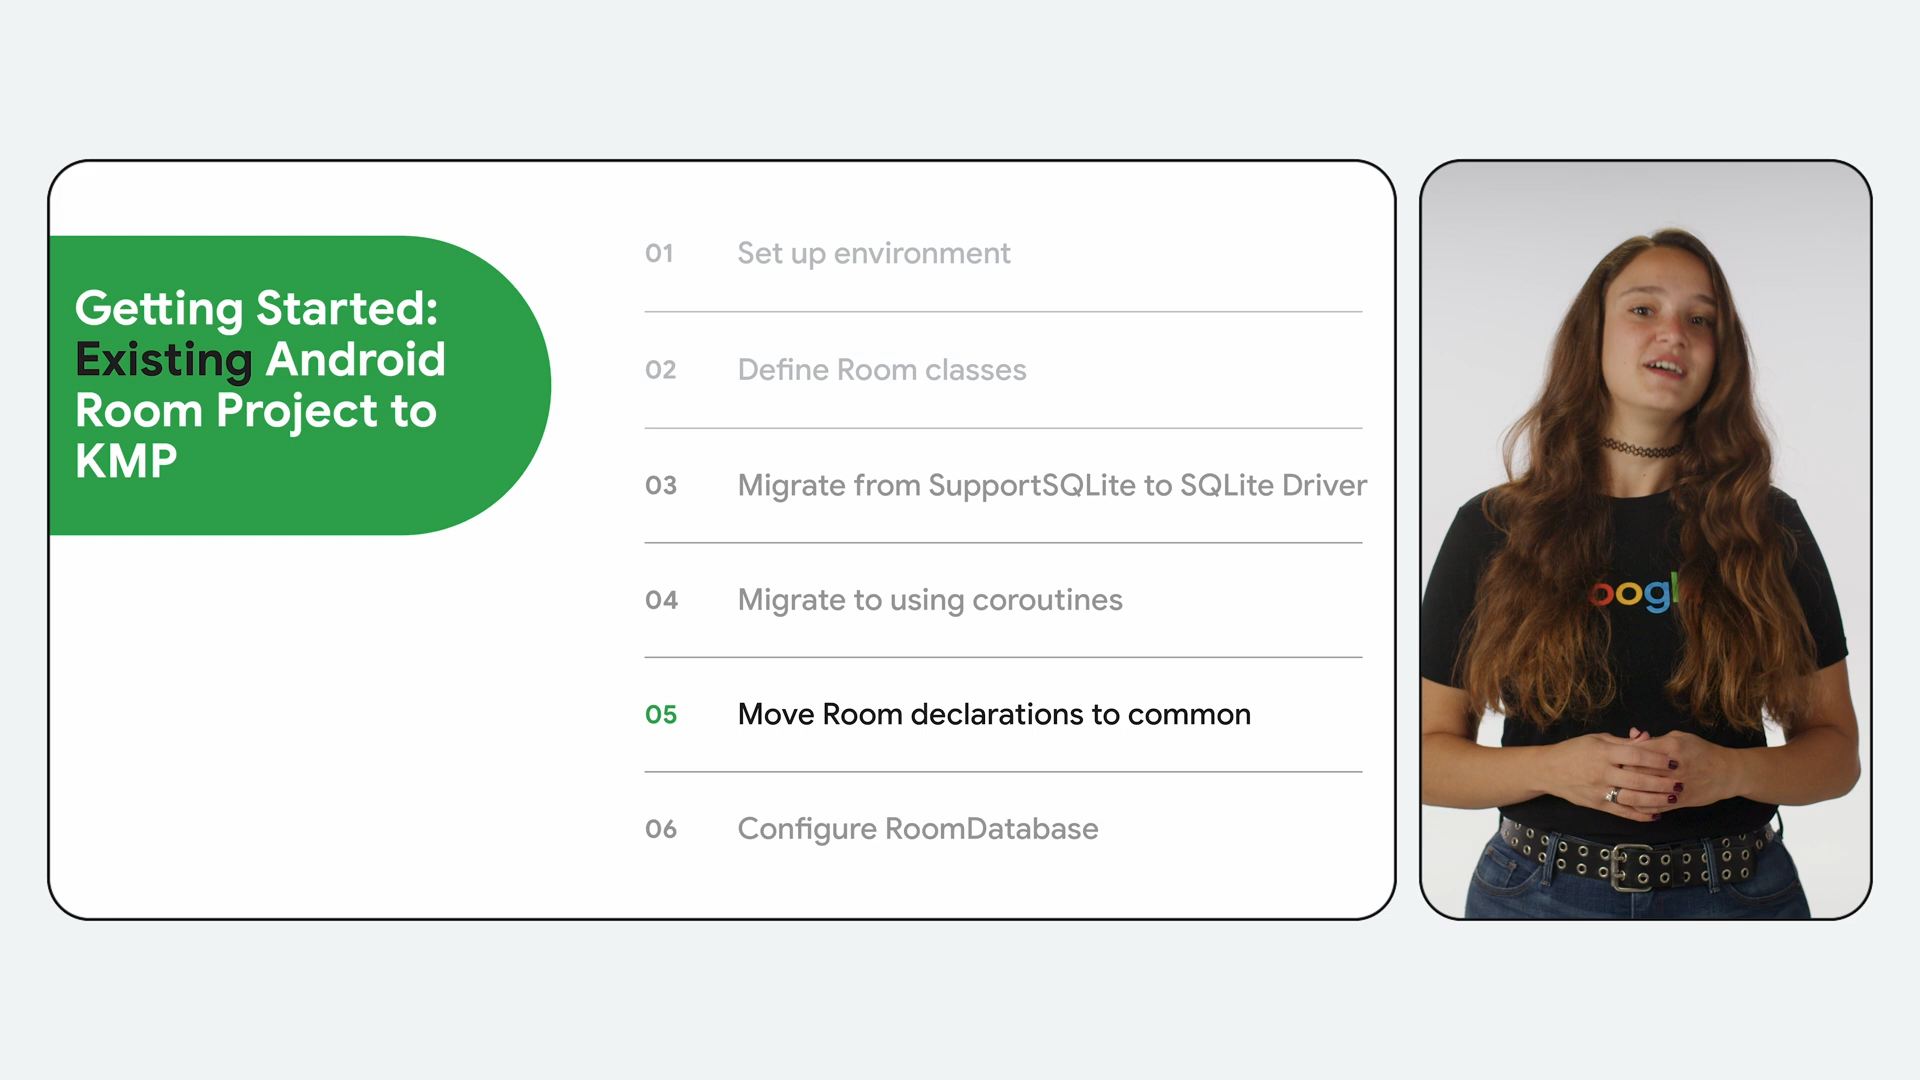 Getting Started:
Existing Android
Room Project to
KMP
01 Set up environment
02 Define Room classes
03 Migrate from SupportSQLite to SQLite Driver
04 Migrate to using coroutines
05 Move Room declarations to common
06 Configure RoomDatabase
oogl